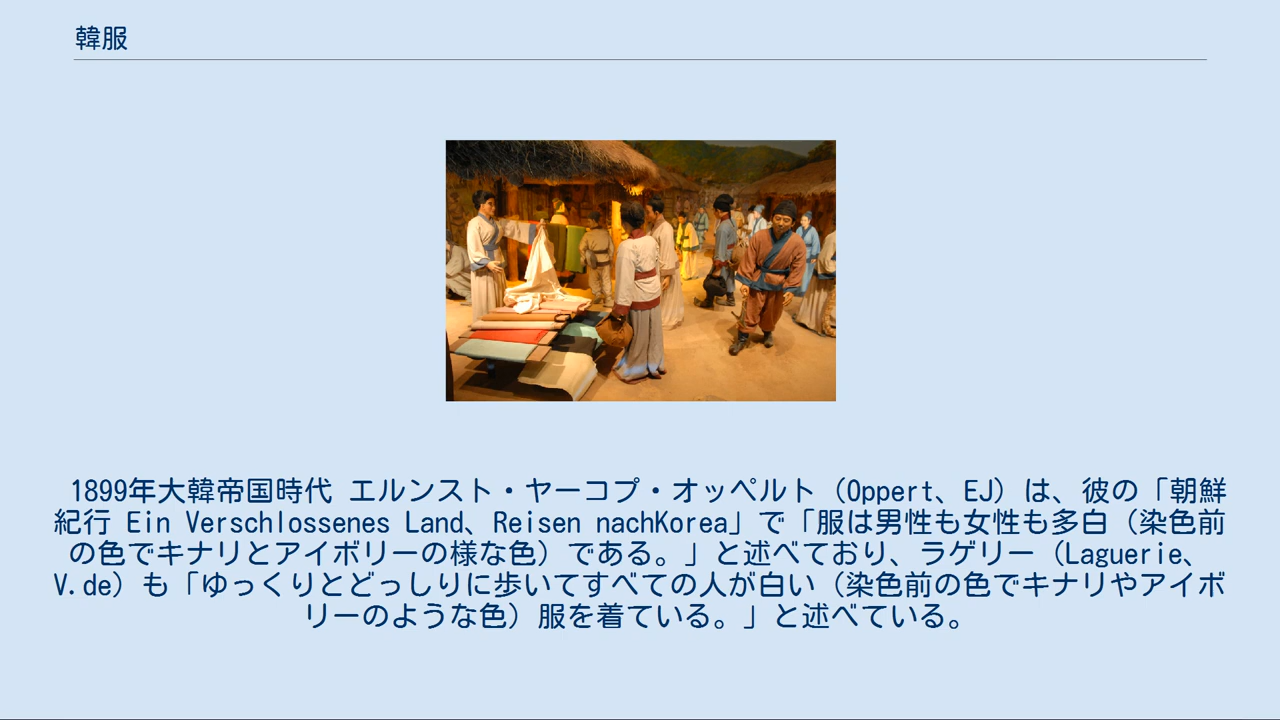 韓服
1899年大韓帝国時代 エルンスト・ヤーコプ・オッペルト（Oppert、EJ）は、彼の「朝鮮
紀行 Ein Verschlossenes Land、Reisen nachKorea」で「服は男性も女性も多白（染色前
の色でキナリとアイボリーの様な色）である。」と述べており、ラゲリー（Laguerie、
V.de）も「ゆっくりとどっしりに歩いてすべての人が白い（染色前の色でキナリやアイボ
リーのような色）服を着ている。」と述べている。